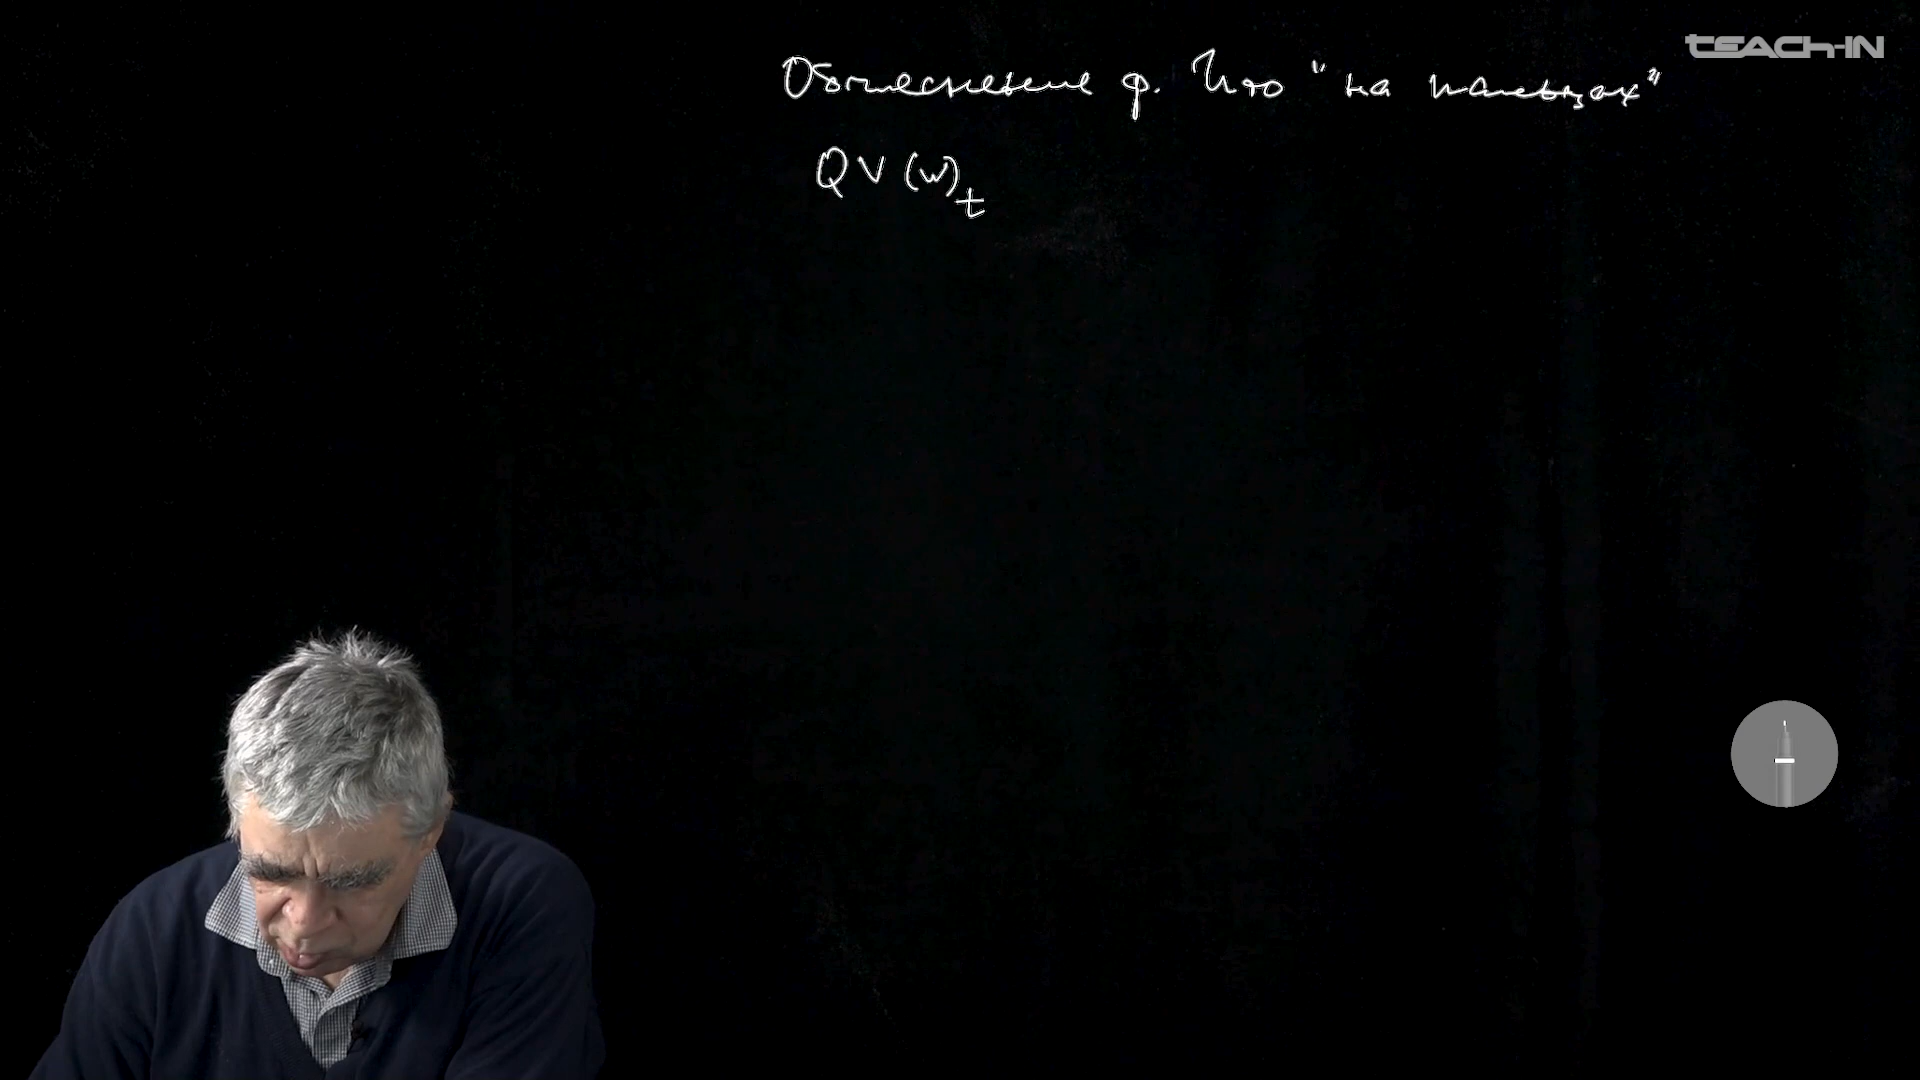 TEACH-IN
Объяснение ф. Ито "на пальцах"
QV(w)_t